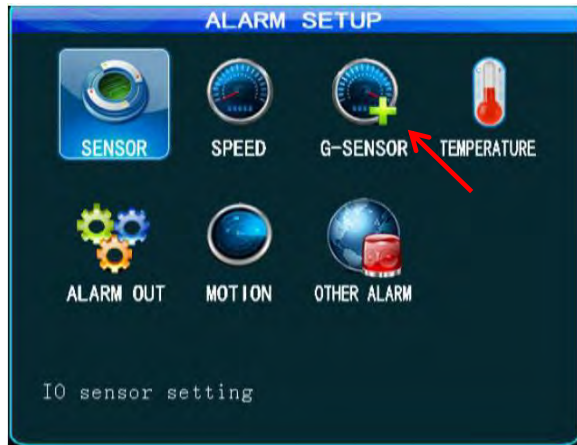 ALARM SETUP
SENSOR SPEED G-SENSOR TEMPERATURE
ALARM OUT MOTION OTHER ALARM
IO sensor setting